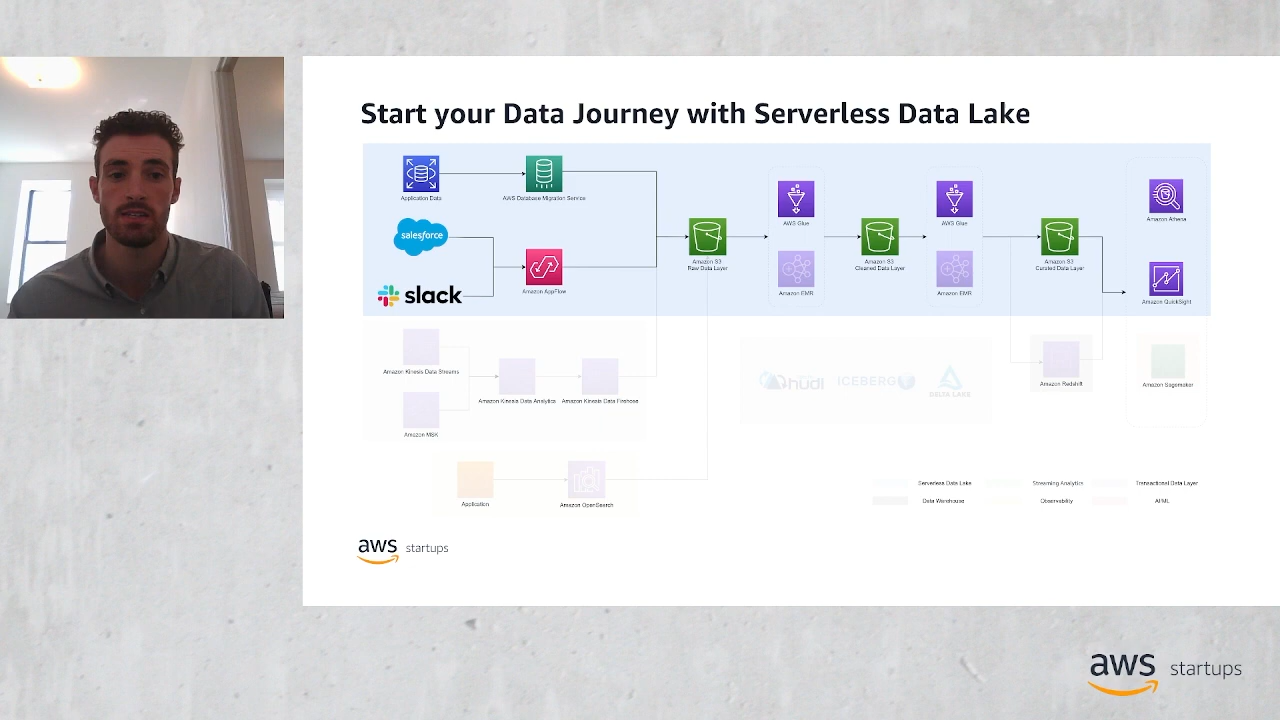 Start your Data Journey with Serverless Data Lake
Application Data
AWS Database Migration Service
salesforce
slack
Amazon AppFlow
Amazon S3
Raw Data Layer
AWS Glue
Amazon EMR
Amazon S3
Cleaned Data Layer
AWS Glue
Amazon EMR
Amazon S3
Curated Data Layer
Amazon Athena
Amazon QuickSight
Amazon Kinesis Data Streams
Amazon MSK
Amazon Kinesis Data Analytics
Amazon Kinesis Data Firehose
hudi
ICEBERG
DELTA LAKE
Amazon Redshift
Amazon Sagemaker
Application
Amazon OpenSearch
Serverless Data Lake
Streaming Analytics
Transactional Data Layer
Data Warehouse
Observability
AI/ML
aws startups
aws startups